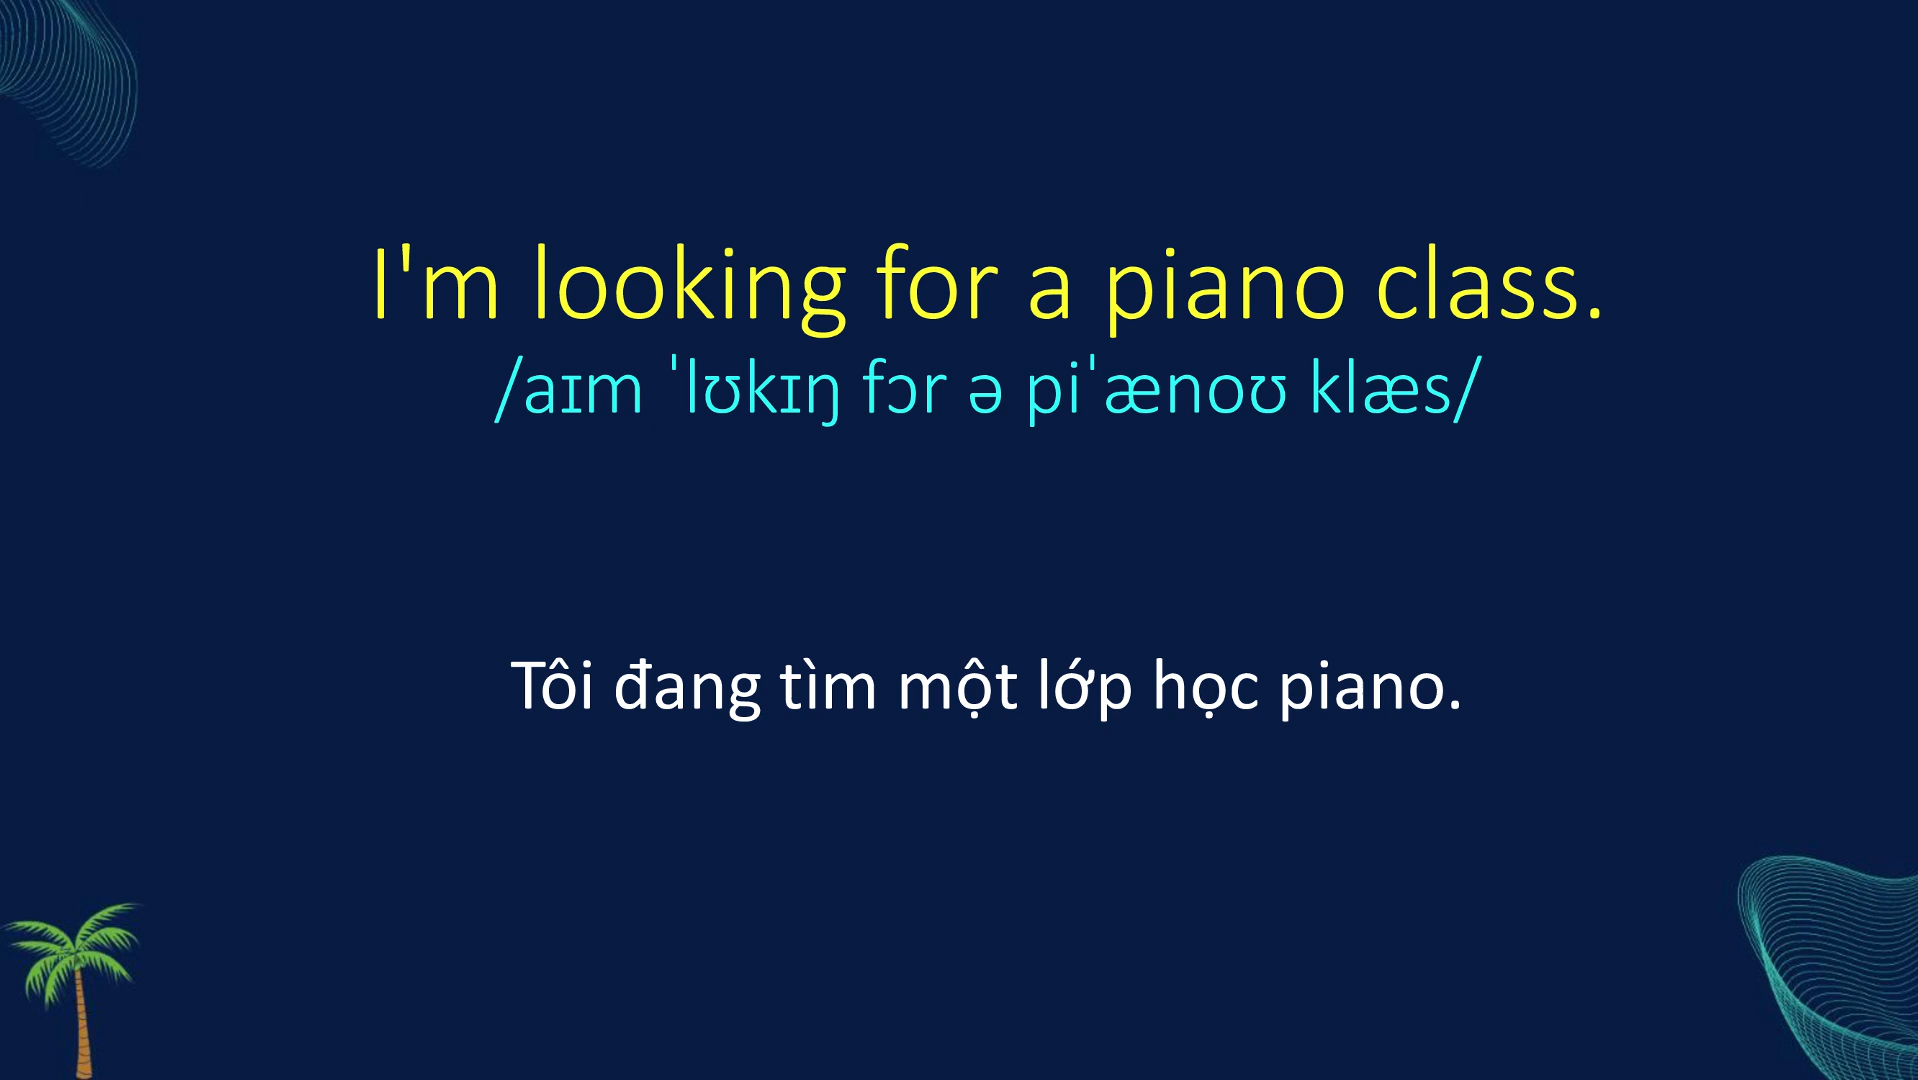 I'm looking for a piano class.
/aɪm ˈlʊkɪŋ fɔr ə piˈænoʊ klæs/
Tôi đang tìm một lớp học piano.